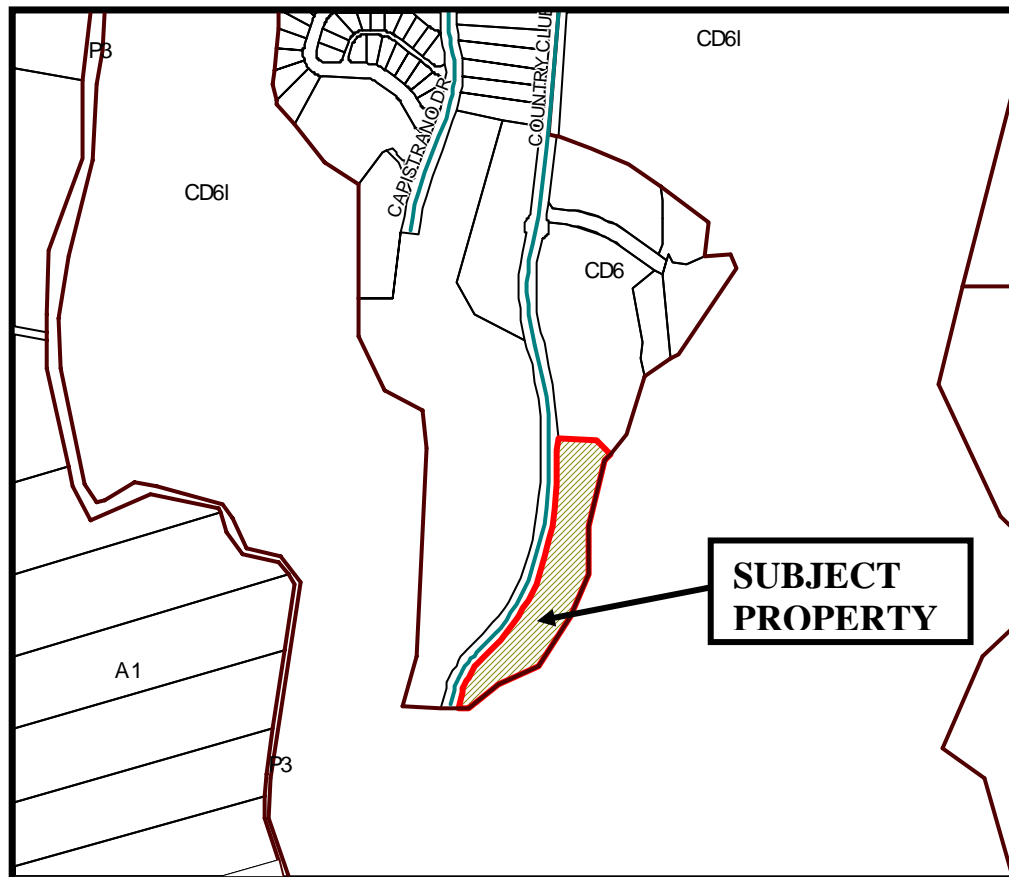 P3
CD6I
COUNTRY CLUB
CAPISTRANO DR
CD6I
CD6
SUBJECT
PROPERTY
A1
P3